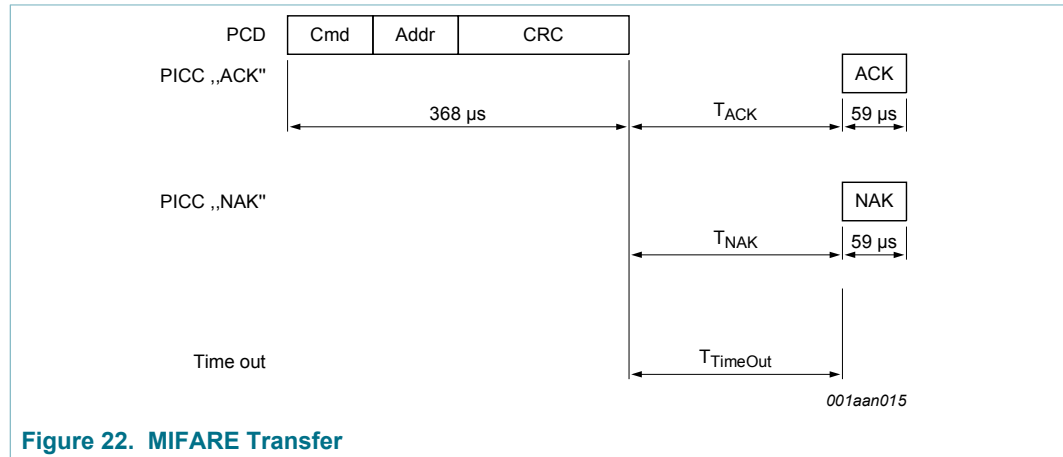 PCD Cmd Addr CRC
PICC ,,ACK" ACK
368 µs TACK 59 µs
PICC ,,NAK" NAK
TNAK 59 µs
Time out TTimeOut
001aan015
Figure 22. MIFARE Transfer